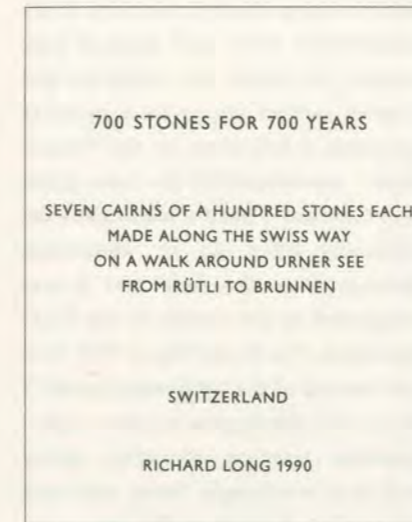 700 STONES FOR 700 YEARS
SEVEN CAIRNS OF A HUNDRED STONES EACH
MADE ALONG THE SWISS WAY
ON A WALK AROUND URNER SEE
FROM RÜTLI TO BRUNNEN
SWITZERLAND
RICHARD LONG 1990